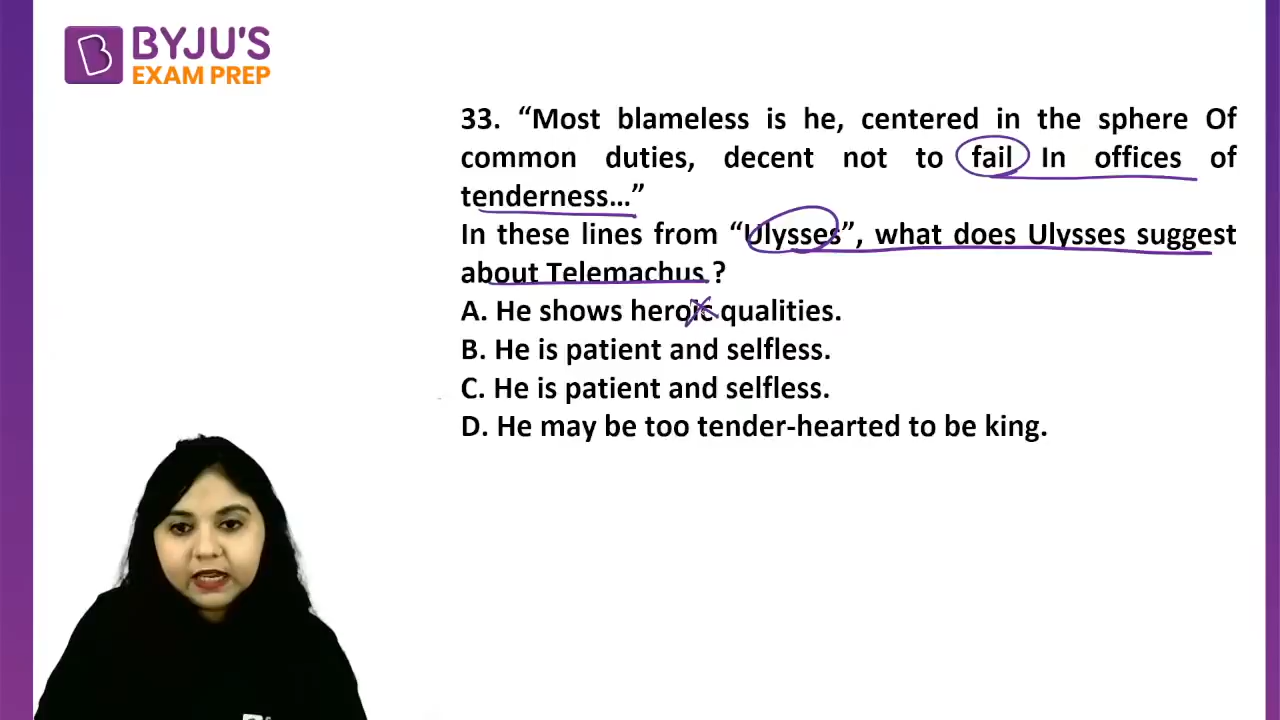 BYJU'S
EXAM PREP
33. “Most blameless is he, centered in the sphere Of
common duties, decent not to fail In offices of
tenderness...”
In these lines from “Ulysses”, what does Ulysses suggest
about Telemachus ?
A. He shows heroic qualities.
B. He is patient and selfless.
C. He is patient and selfless.
D. He may be too tender-hearted to be king.